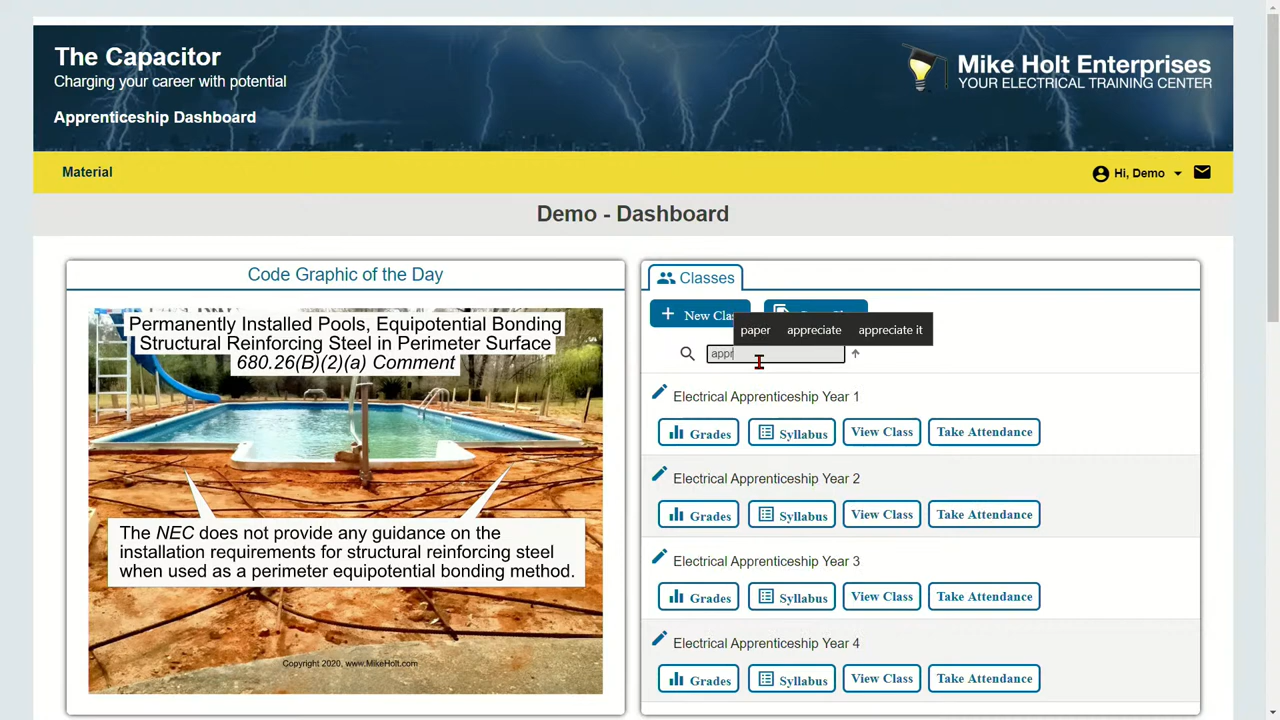 The Capacitor
Charging your career with potential
Apprenticeship Dashboard
Mike Holt Enterprises
YOUR ELECTRICAL TRAINING CENTER
Material
Hi, Demo
Demo - Dashboard
Code Graphic of the Day
Permanently Installed Pools, Equipotential Bonding
Structural Reinforcing Steel in Perimeter Surface
680.26(B)(2)(a) Comment
The NEC does not provide any guidance on the
installation requirements for structural reinforcing steel
when used as a perimeter equipotential bonding method.
Copyright 2020, www.MikeHolt.com
Classes
New
paper appreciate appreciate it
appr
Electrical Apprenticeship Year 1
Grades Syllabus View Class Take Attendance
Electrical Apprenticeship Year 2
Grades Syllabus View Class Take Attendance
Electrical Apprenticeship Year 3
Grades Syllabus View Class Take Attendance
Electrical Apprenticeship Year 4
Grades Syllabus View Class Take Attendance